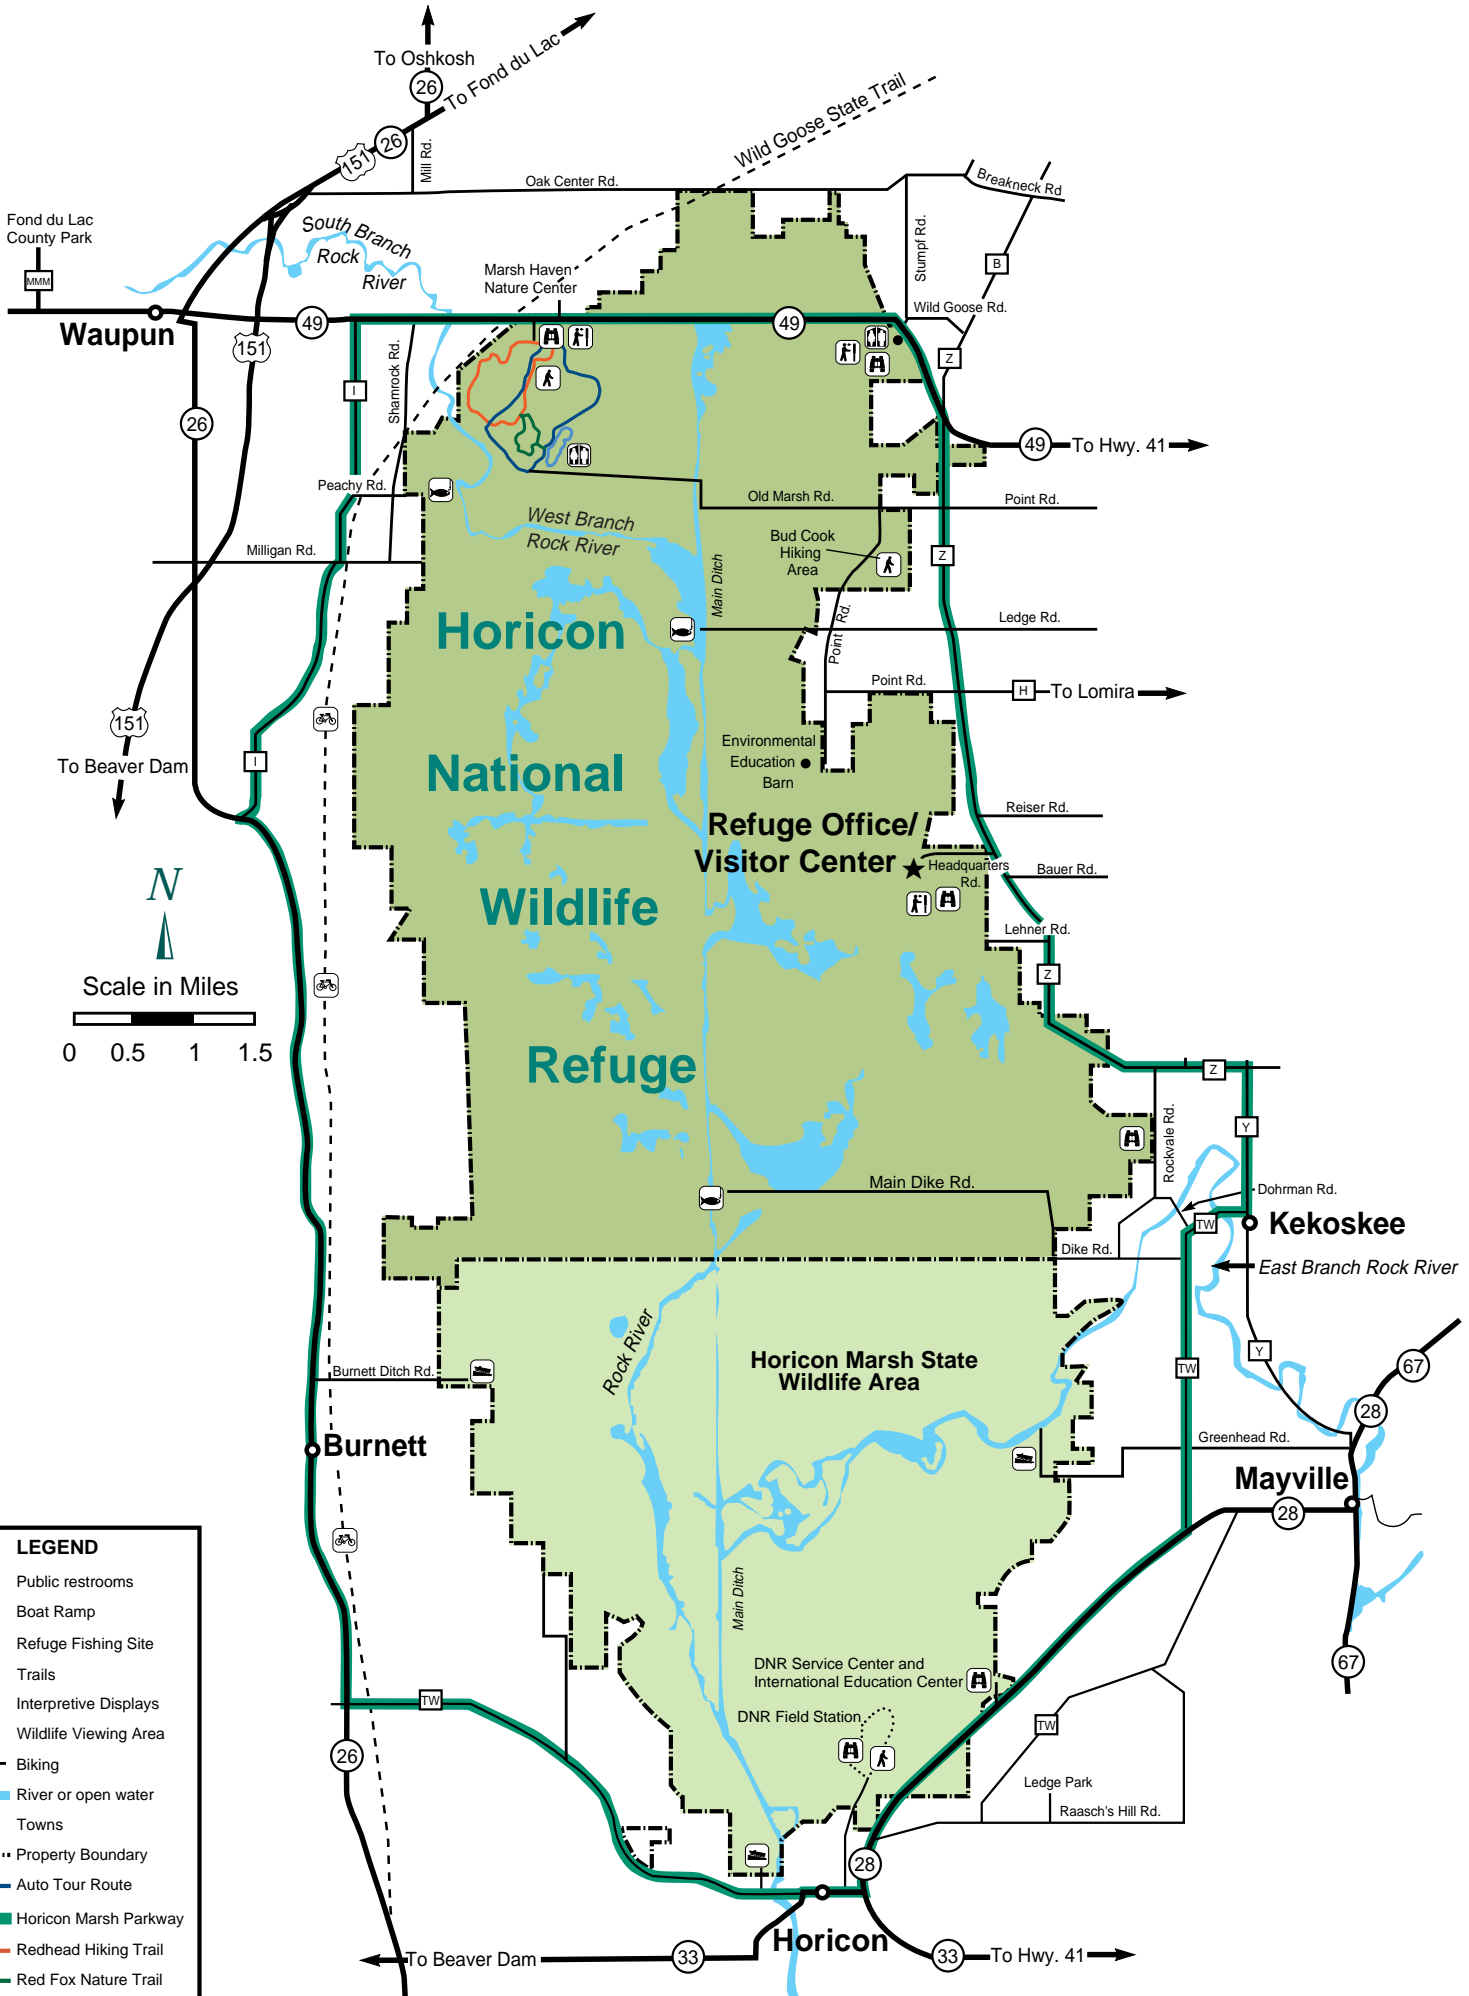 To Oshkosh
26
To Fond du Lac
26
151
Mill Rd.
Wild Goose State Trail
Oak Center Rd.
Breakneck Rd
Fond du Lac
County Park
MMM
South Branch
Rock
River
Marsh Haven
Nature Center
Stumpf Rd.
B
Wild Goose Rd.
Waupun
49
49
151
Z
I
Shamrock Rd.
26
49
To Hwy. 41
Peachy Rd.
Old Marsh Rd.
Point Rd.
West Branch
Rock River
Bud Cook
Hiking
Area
Milligan Rd.
Main Ditch
Z
Horicon
Point Rd.
Ledge Rd.
Point Rd.
H
To Lomira
151
To Beaver Dam
I
Environmental
Education
Barn
National
Refuge Office/
Visitor Center
Reiser Rd.
Headquarters
Rd.
Bauer Rd.
N
Wildlife
Lehner Rd.
Z
Scale in Miles
0 0.5 1 1.5
Refuge
Z
Y
Rockvale Rd.
Main Dike Rd.
Dohrman Rd.
TW
Kekoskee
Dike Rd.
East Branch Rock River
Rock River
Horicon Marsh State
Wildlife Area
Y
67
TW
28
Burnett Ditch Rd.
Burnett
Greenhead Rd.
Mayville
28
Main Ditch
67
DNR Service Center and
International Education Center
DNR Field Station
TW
TW
26
Ledge Park
Raasch's Hill Rd.
28
Horicon
To Beaver Dam
33
33
To Hwy. 41
LEGEND
Public restrooms
Boat Ramp
Refuge Fishing Site
Trails
Interpretive Displays
Wildlife Viewing Area
Biking
River or open water
Towns
Property Boundary
Auto Tour Route
Horicon Marsh Parkway
Redhead Hiking Trail
Red Fox Nature Trail